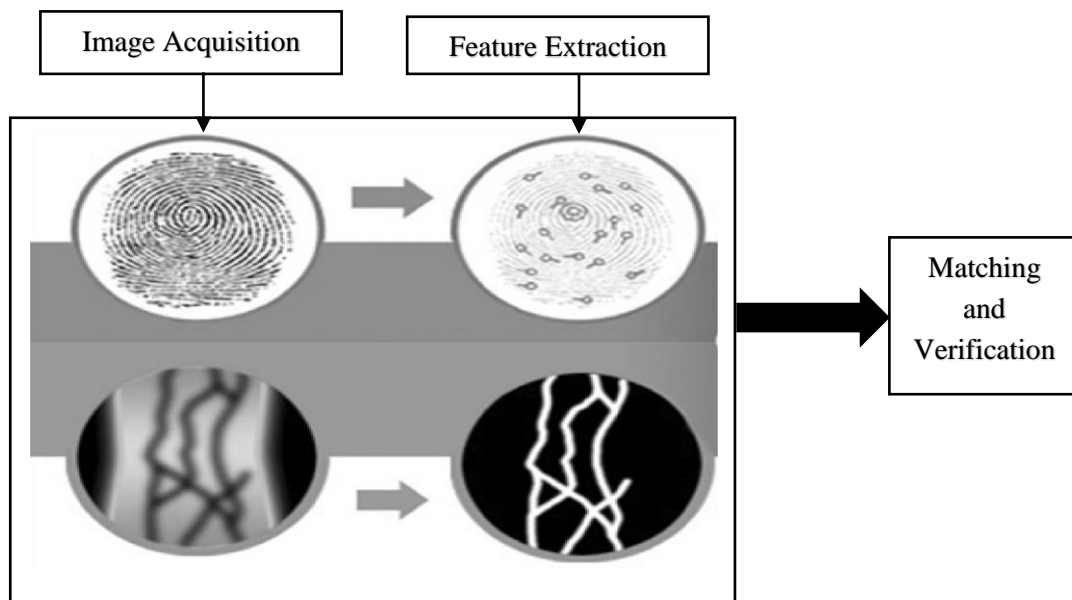 Image Acquisition
Feature Extraction
Matching
and
Verification